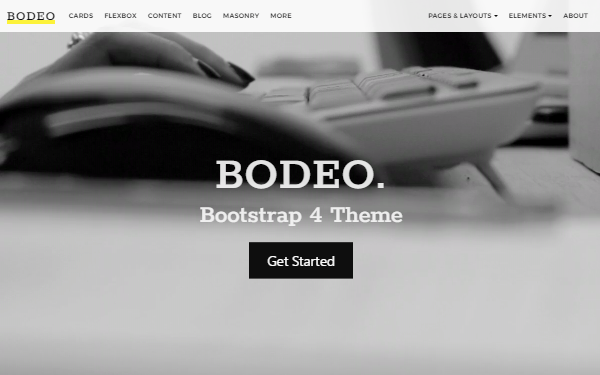 BODEO CARDS FLEXBOX CONTENT BLOG MASONRY MORE PAGES & LAYOUTS ELEMENTS ABOUT
BODEO.
Bootstrap 4 Theme
Get Started